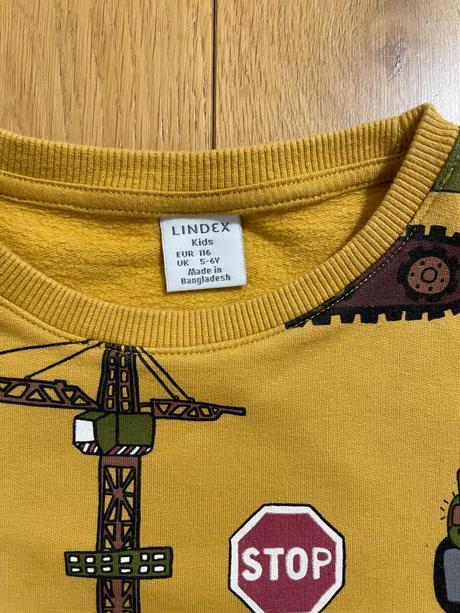 LINDEX
Kids
EUR 116
UK 5-6Y
Made in
Bangladesh
STOP